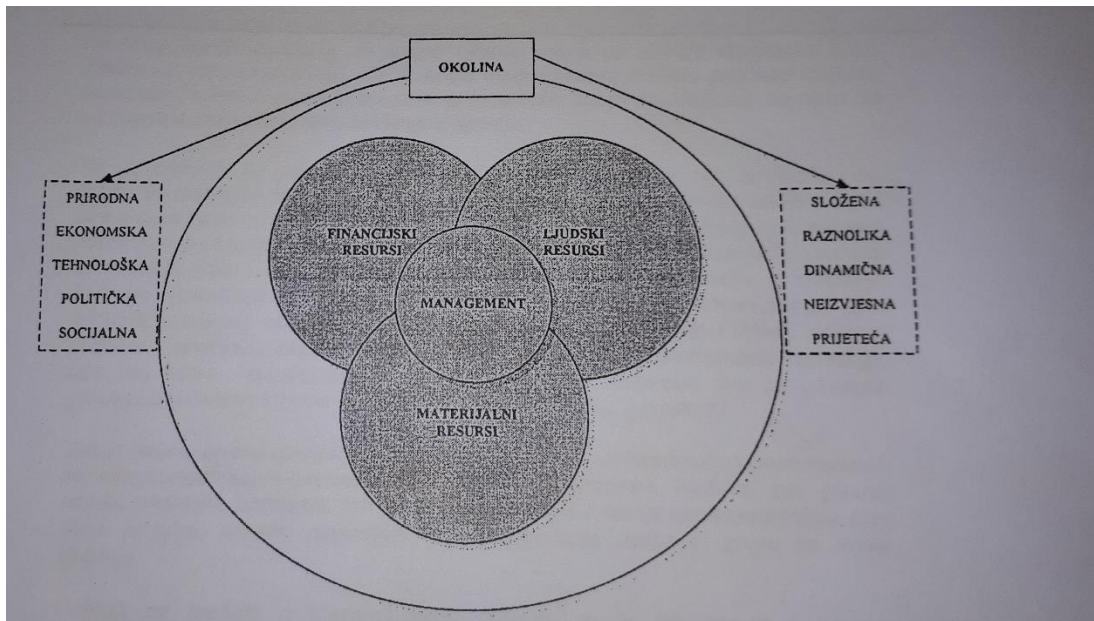 OKOLINA
PRIRODNA
EKONOMSKA
TEHNOLOŠKA
POLITIČKA
SOCIJALNA
FINANCIJSKI
RESURSI
LJUDSKI
RESURSI
MANAGEMENT
MATERIJALNI
RESURSI
SLOŽENA
RAZNOLIKA
DINAMIČNA
NEIZVJESNA
PRIJETEĆA